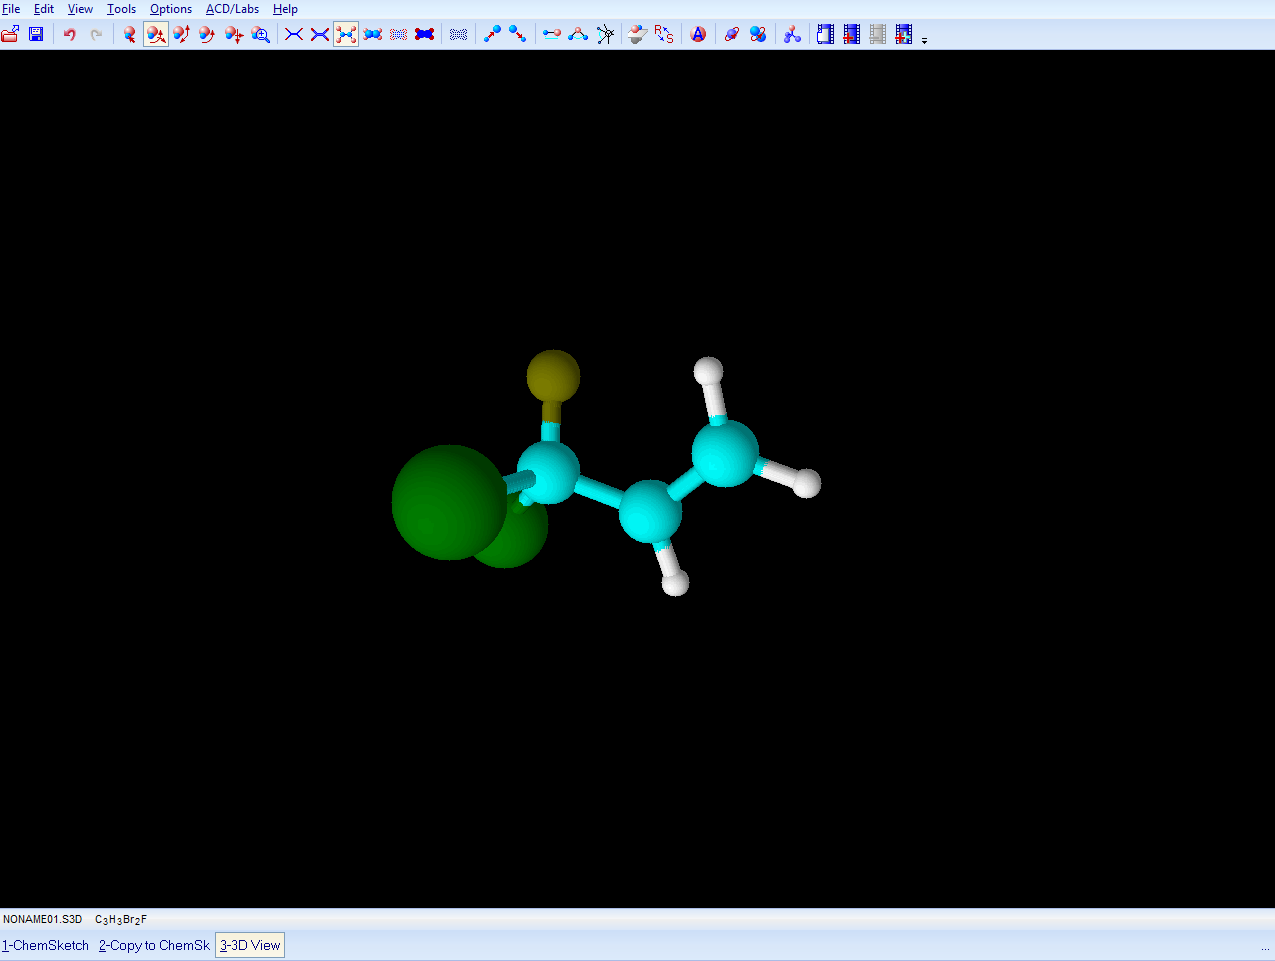 File Edit View Tools Options ACD/Labs Help
R S A
NONAME01.S3D C3H3Br2F
1-ChemSketch 2-Copy to ChemSk 3-3D View ...